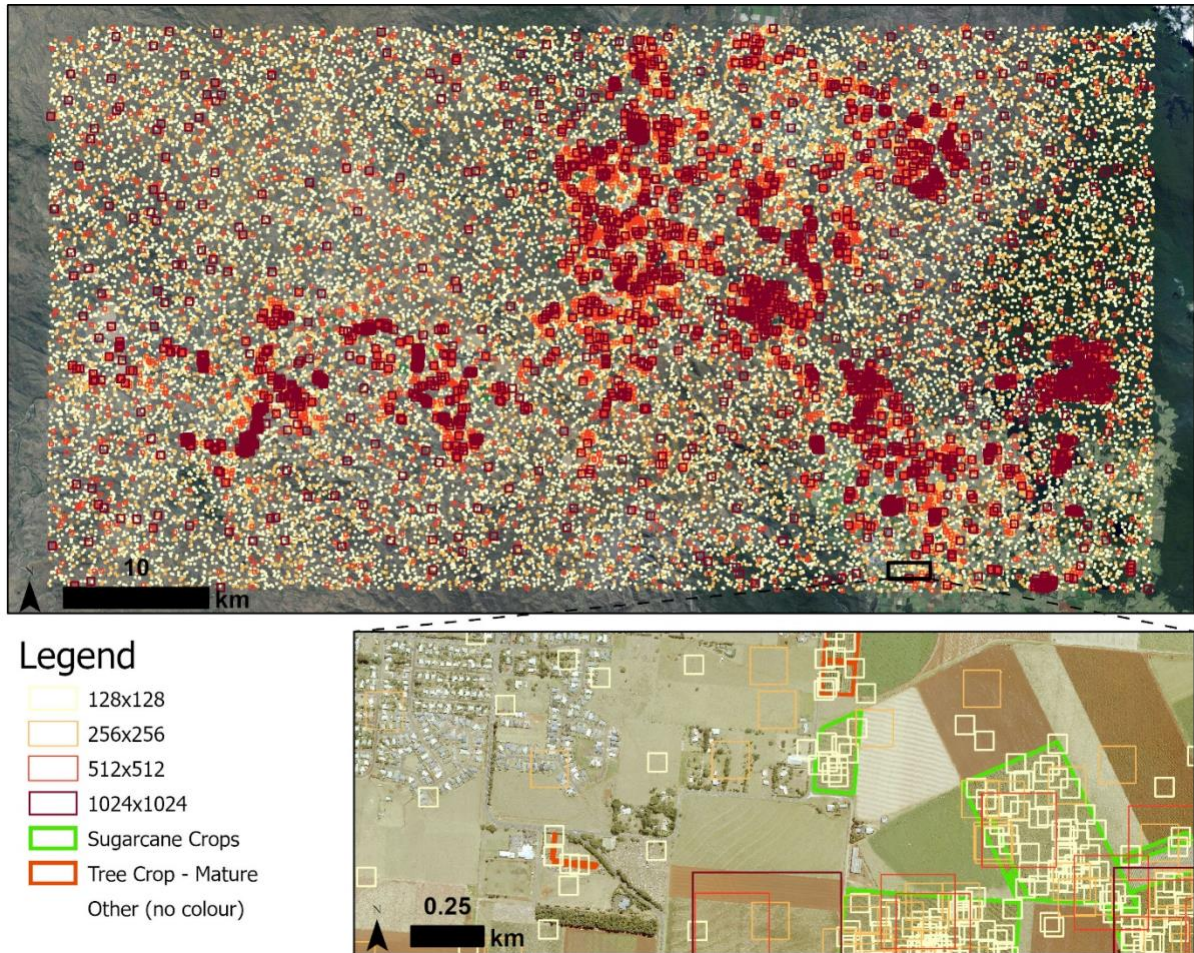 N
10
km
Legend
128x128
256x256
512x512
1024x1024
Sugarcane Crops
Tree Crop - Mature
Other (no colour)
N
0.25
km